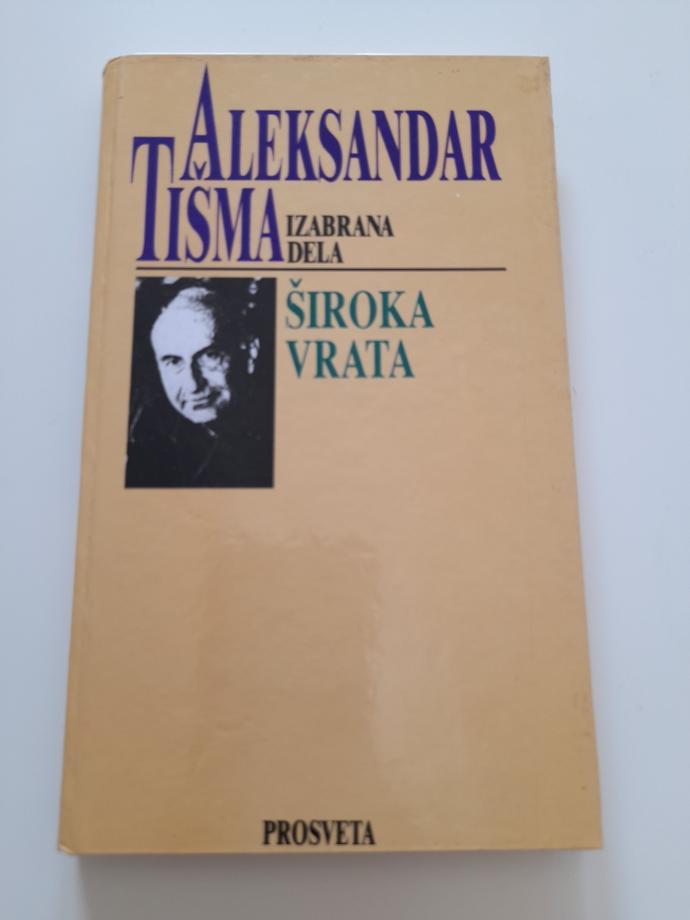 ALEKSANDAR
TIŠMA
IZABRANA
DELA
ŠIROKA
VRATA
PROSVETA